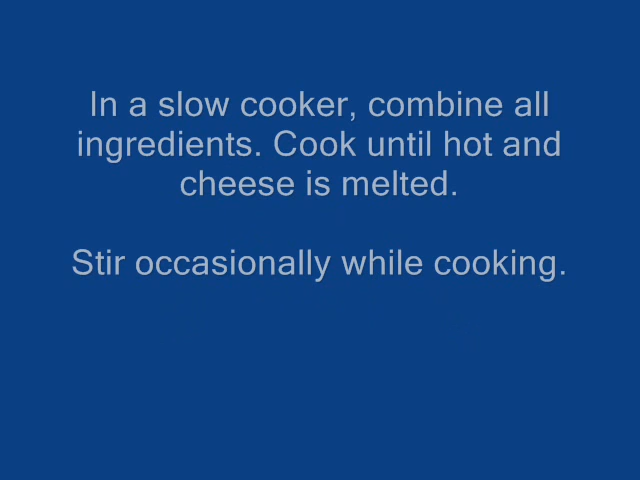 In a slow cooker, combine all
ingredients. Cook until hot and
cheese is melted.
Stir occasionally while cooking.